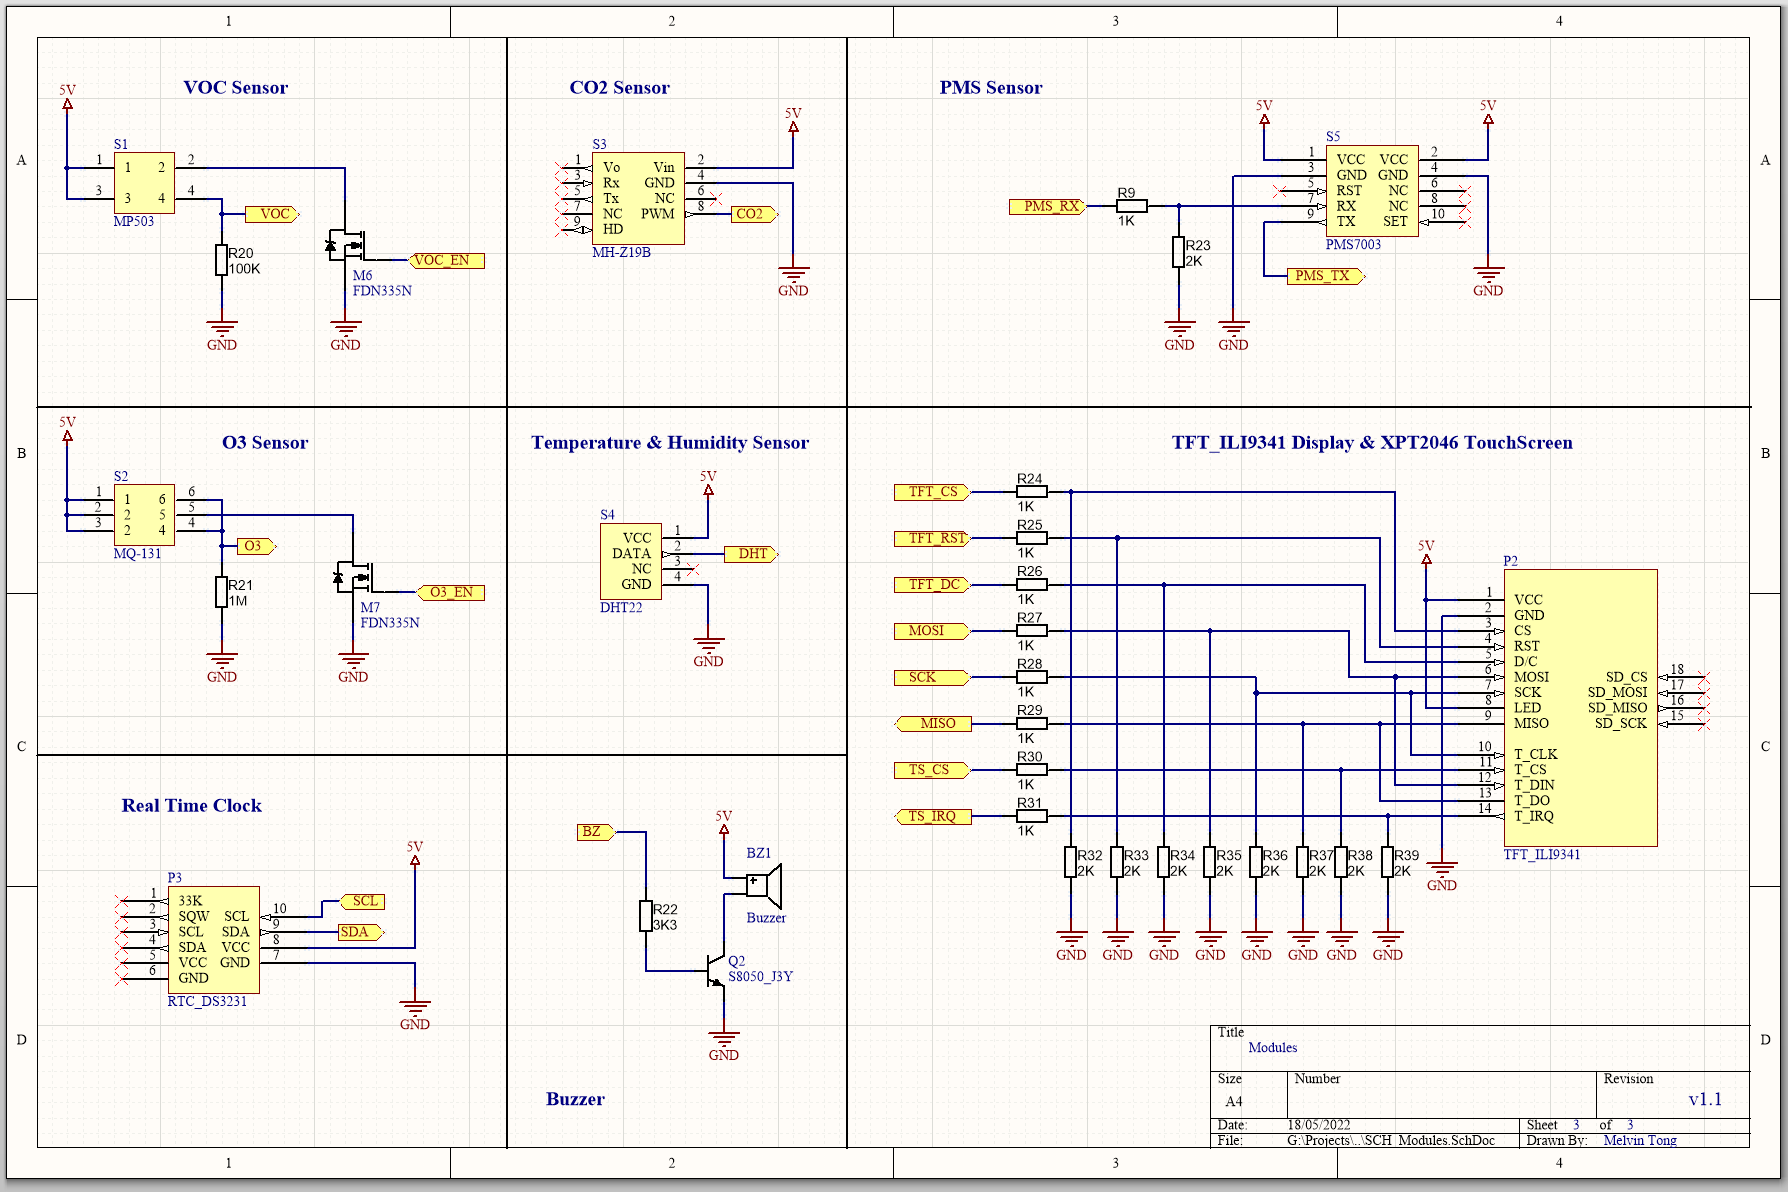 1
2
3
4
A
B
C
D
A
B
C
D
VOC Sensor
5V
S1
1
3
1 2
3 4
2
4
MP503
VOC
R20
100K
GND
M6
FDN335N
VOC_EN
GND
CO2 Sensor
5V
S3
1 Vo Vin 2
3 Rx GND 4
5 Tx NC 6
7 NC PWM 8
9 HD
MH-Z19B
CO2
GND
PMS Sensor
5V
5V
S5
1 VCC VCC 2
3 GND GND 4
5 RST NC 6
7 RX NC 8
9 TX SET 10
PMS7003
PMS_RX
R9
1K
R23
2K
PMS_TX
GND
GND
GND
O3 Sensor
5V
S2
1 1 6 6
2 2 5 5
3 2 4 4
MQ-131
O3
R21
1M
GND
M7
FDN335N
O3_EN
GND
Temperature & Humidity Sensor
5V
S4
VCC 1
DATA 2
NC 3
GND 4
DHT22
DHT
GND
TFT_ILI9341 Display & XPT2046 TouchScreen
TFT_CS R24
1K
TFT_RST R25
1K
TFT_DC R26
1K
MOSI R27
1K
SCK R28
1K
MISO R29
1K
TS_CS R30
1K
TS_IRQ R31
1K
R32
2K
R33
2K
R34
2K
R35
2K
R36
2K
R37
2K
R38
2K
R39
2K
GND
GND
GND
GND
GND
GND
GND
GND
5V
P2
1 VCC
2 GND
3 CS
4 RST
5 D/C
6 MOSI
7 SCK
8 LED
9 MISO
10 T_CLK
11 T_CS
12 T_DIN
13 T_DO
14 T_IRQ
SD_CS 18
SD_MOSI 17
SD_MISO 16
SD_SCK 15
TFT_ILI9341
GND
Real Time Clock
5V
P3
1 33K
2 SQW SCL 10
3 SCL SDA 9
4 SDA VCC 8
5 VCC GND 7
6 GND
RTC_DS3231
SCL
SDA
GND
BZ
5V
BZ1
+
Buzzer
R22
3K3
Q2
S8050_J3Y
GND
Buzzer
Title
Modules
Size
A4
Number
Revision
v1.1
Date: 18/05/2022 Sheet 3 of 3
File: G:\Projects\..\SCH_Modules.SchDoc Drawn By: Melvin Tong
1
2
3
4